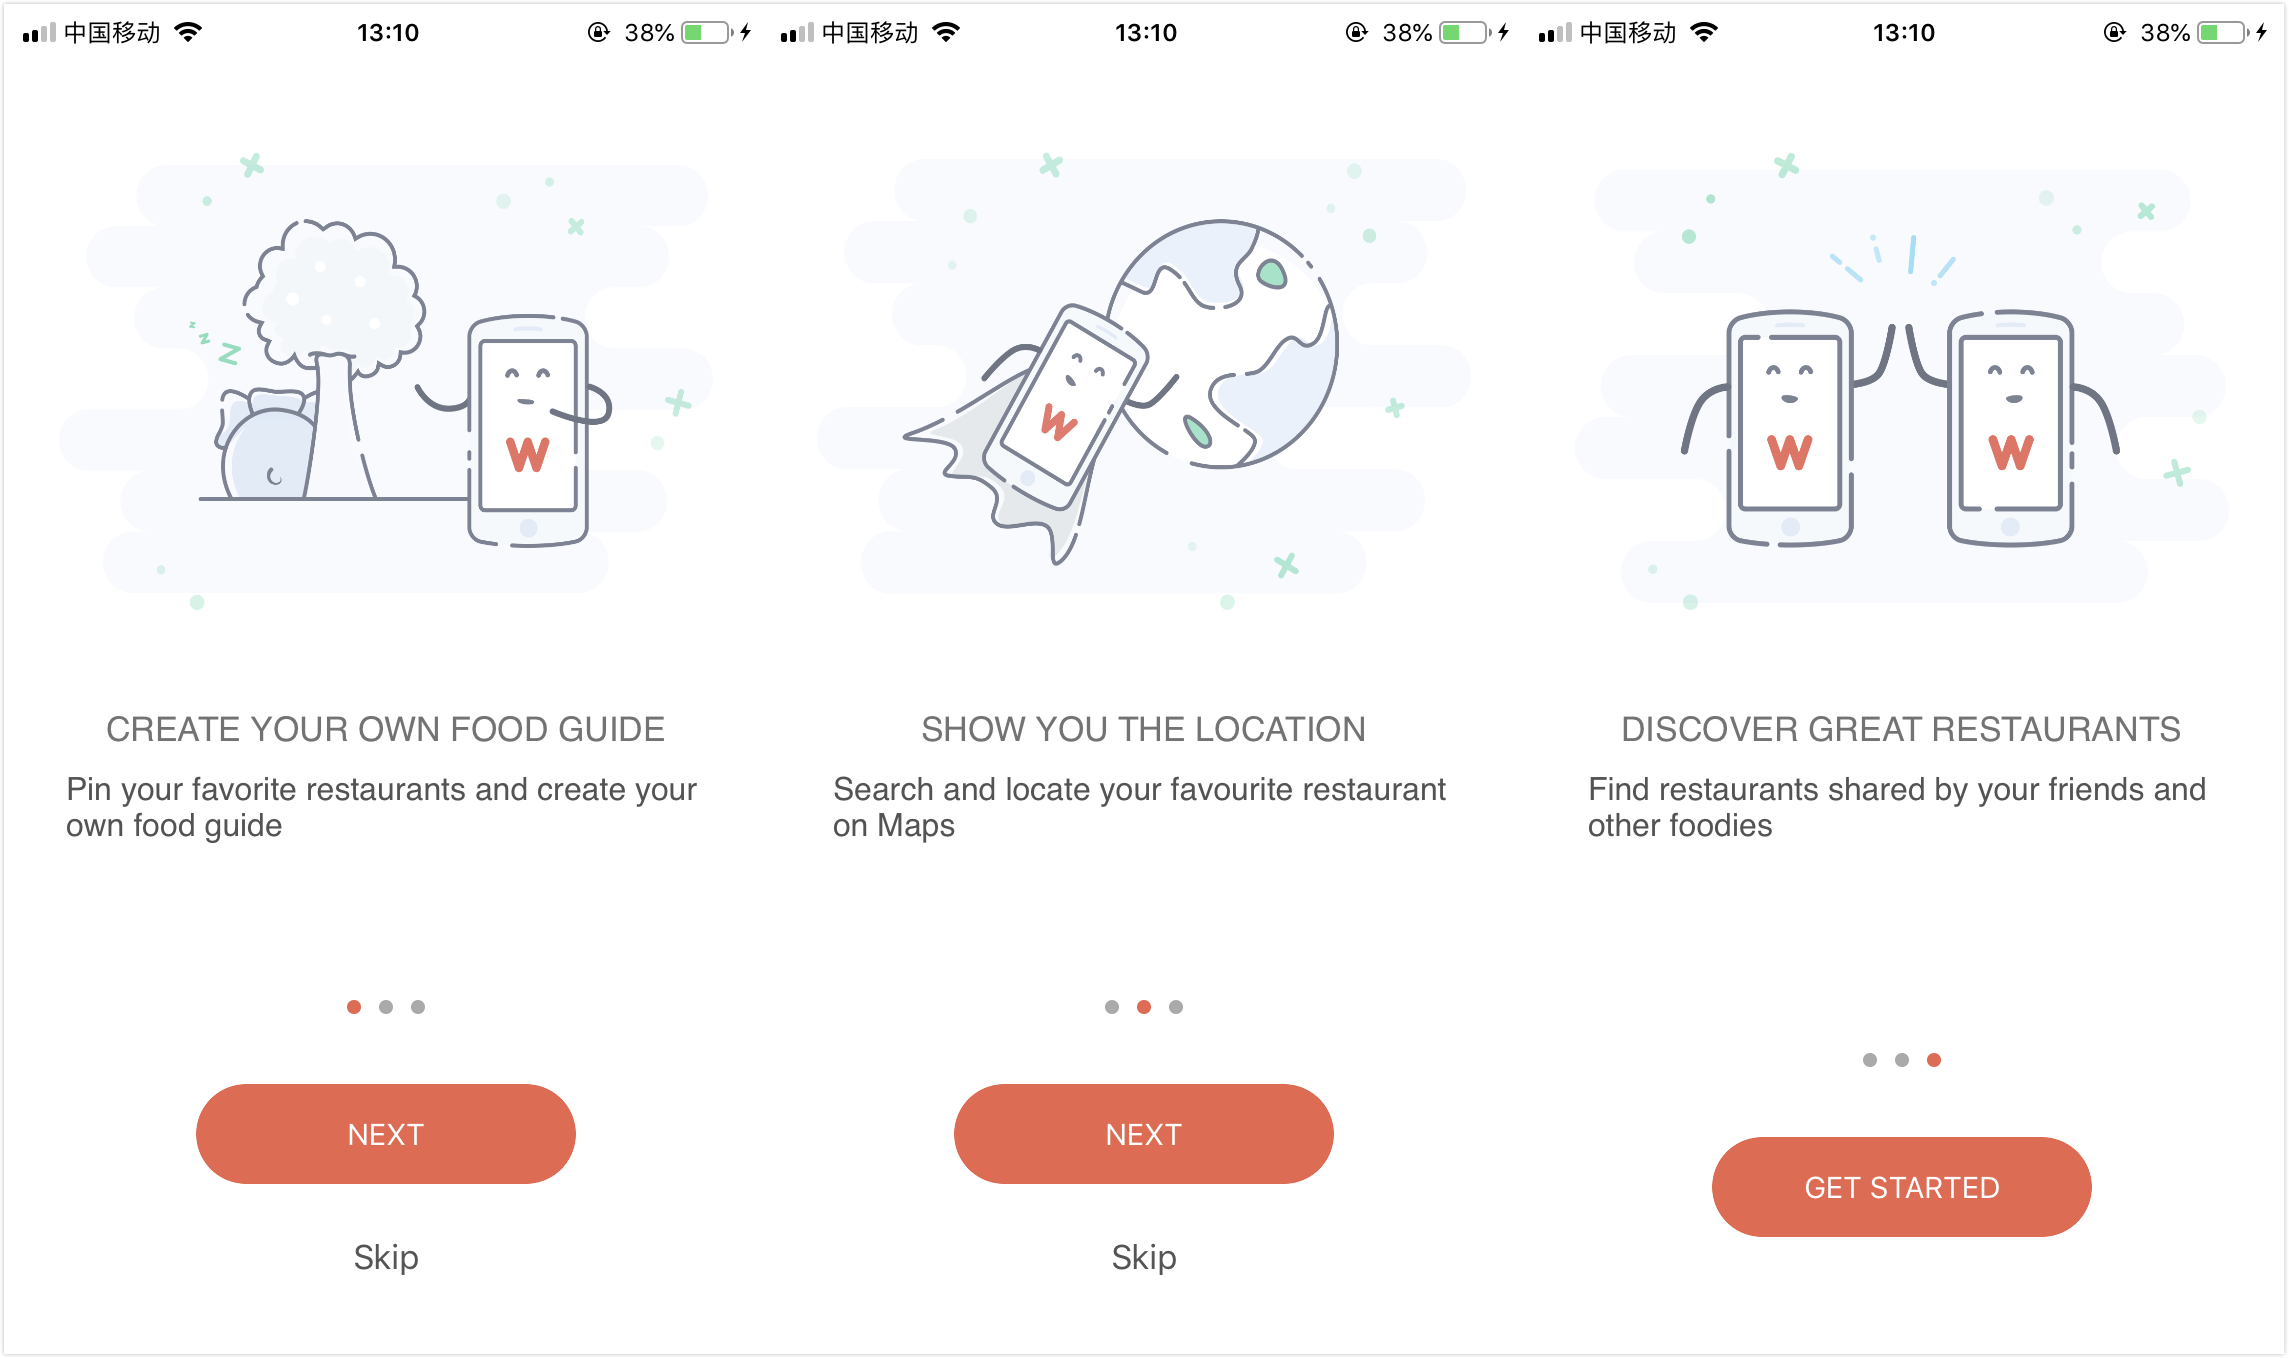 中国移动
13:10
38%
z
z
z
W
CREATE YOUR OWN FOOD GUIDE
Pin your favorite restaurants and create your
own food guide
NEXT
Skip
中国移动
13:10
38%
W
SHOW YOU THE LOCATION
Search and locate your favourite restaurant
on Maps
NEXT
Skip
中国移动
13:10
38%
W
W
DISCOVER GREAT RESTAURANTS
Find restaurants shared by your friends and
other foodies
GET STARTED